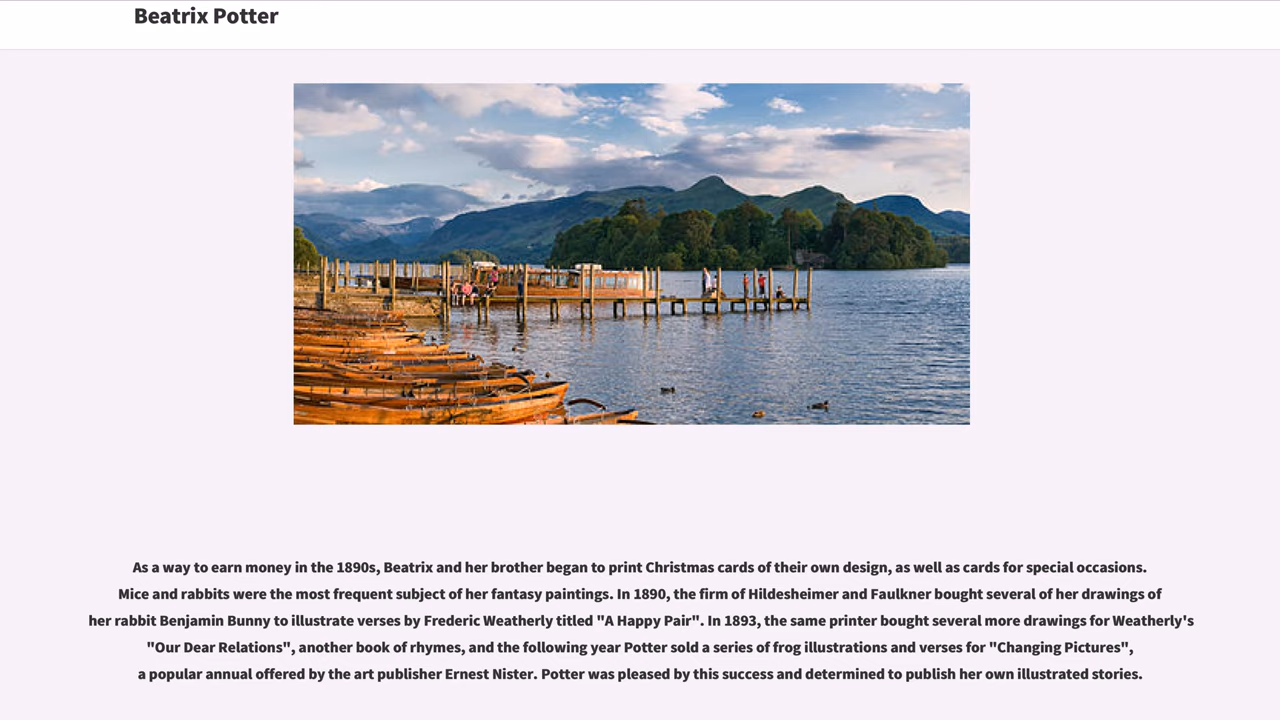 Beatrix Potter
As a way to earn money in the 1890s, Beatrix and her brother began to print Christmas cards of their own design, as well as cards for special occasions.
Mice and rabbits were the most frequent subject of her fantasy paintings. In 1890, the firm of Hildesheimer and Faulkner bought several of her drawings of
her rabbit Benjamin Bunny to illustrate verses by Frederic Weatherly titled "A Happy Pair". In 1893, the same printer bought several more drawings for Weatherly's
"Our Dear Relations", another book of rhymes, and the following year Potter sold a series of frog illustrations and verses for "Changing Pictures",
a popular annual offered by the art publisher Ernest Nister. Potter was pleased by this success and determined to publish her own illustrated stories.